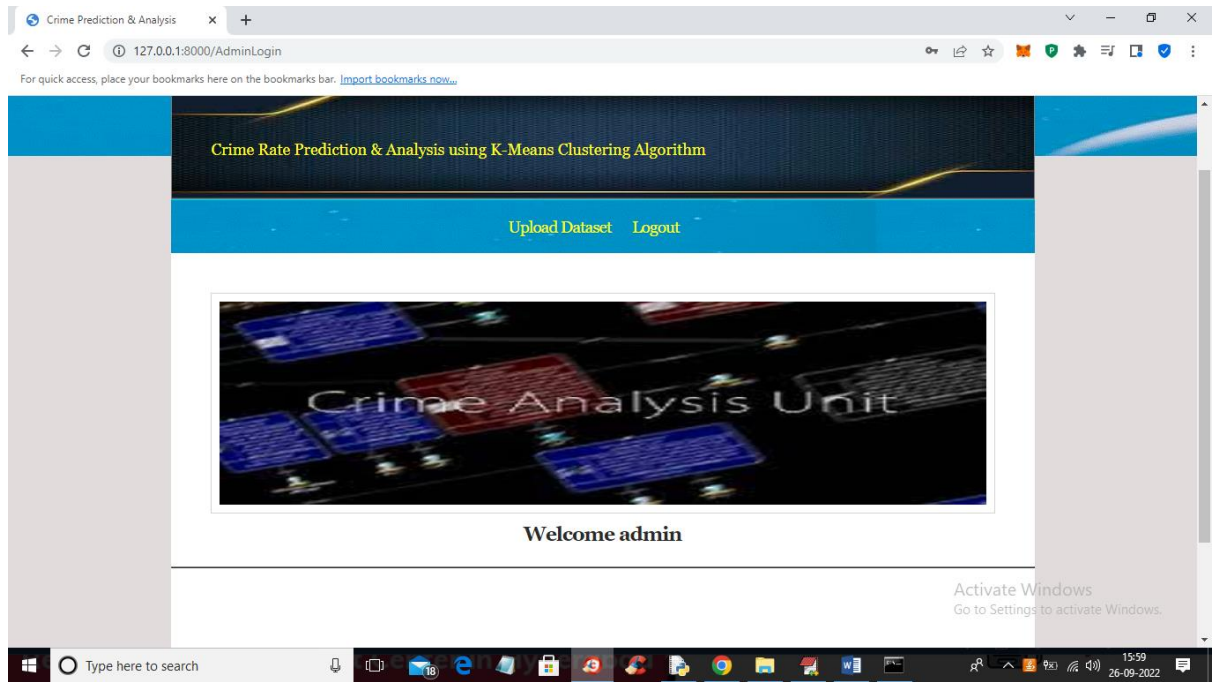 Crime Prediction & Analysis
127.0.0.1:8000/AdminLogin
For quick access, place your bookmarks here on the bookmarks bar. Import bookmarks now...
Crime Rate Prediction & Analysis using K-Means Clustering Algorithm
Upload Dataset Logout
Crime Analysis Unit
Welcome admin
Activate Windows
Go to Settings to activate Windows.
Type here to search
18
15:59
26-09-2022